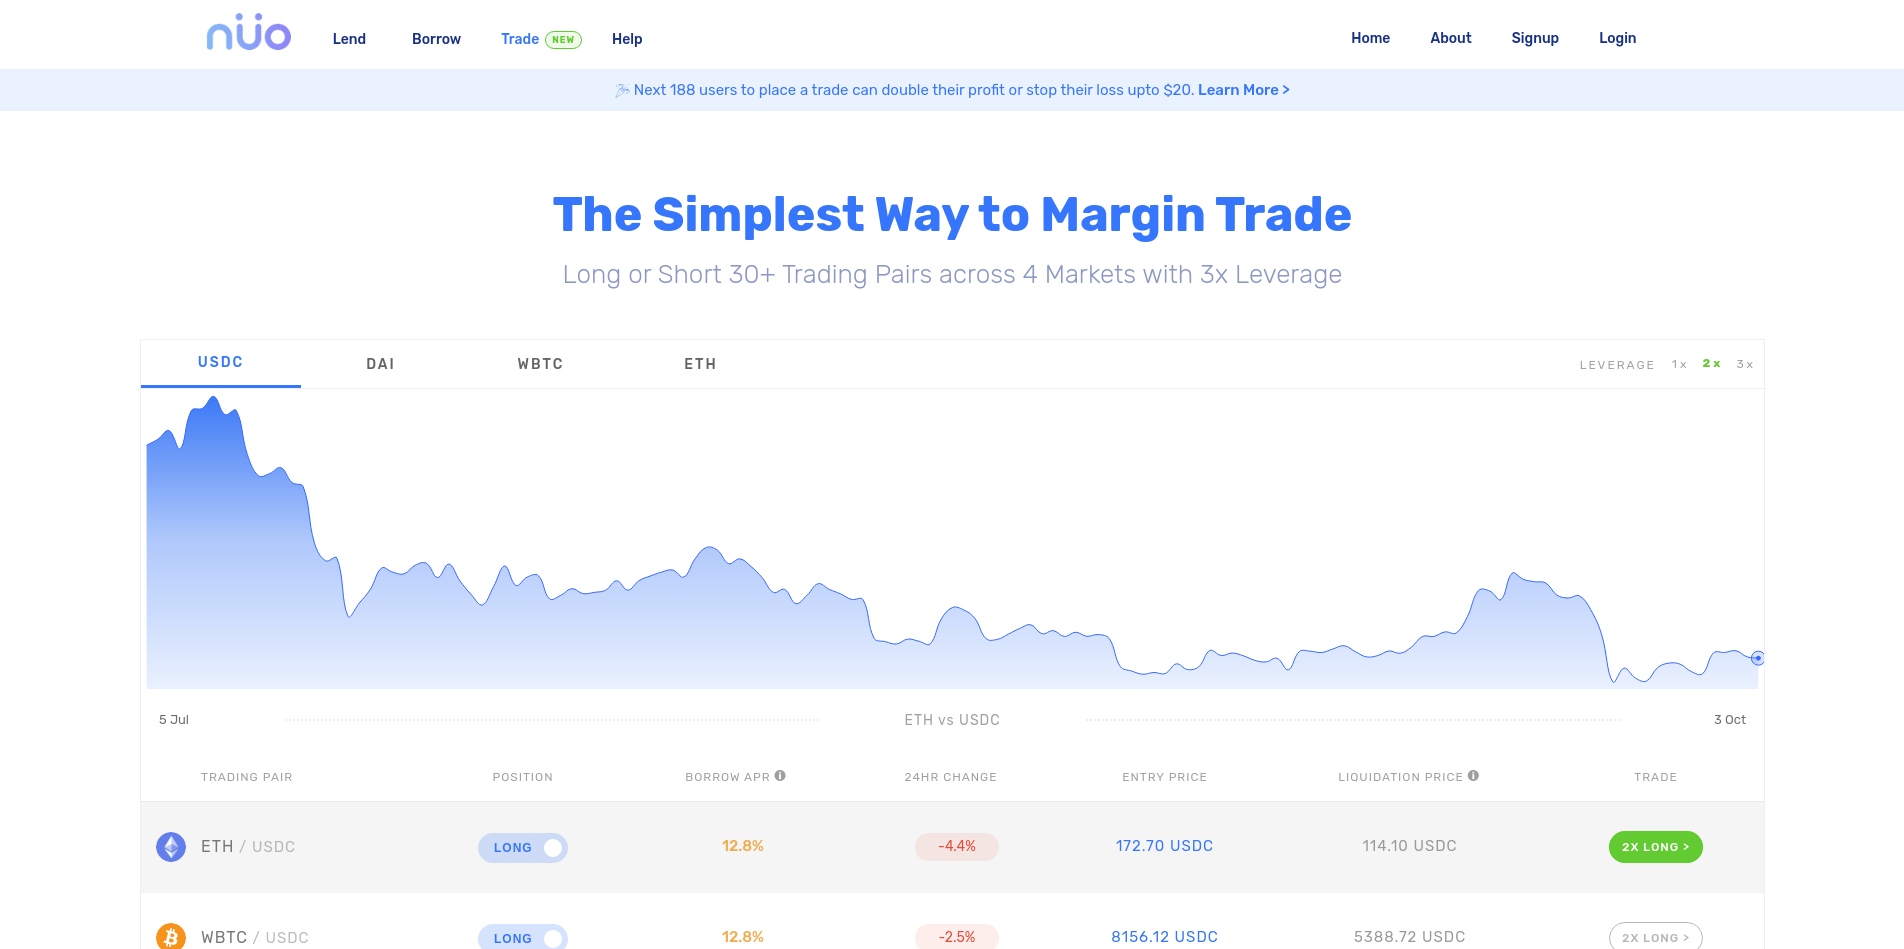 nüo Lend Borrow Trade NEW Help Home About Signup Login
Next 188 users to place a trade can double their profit or stop their loss upto $20. Learn More >
The Simplest Way to Margin Trade
Long or Short 30+ Trading Pairs across 4 Markets with 3x Leverage
USDC DAI WBTC ETH LEVERAGE 1x 2x 3x
5 Jul ETH vs USDC 3 Oct
TRADING PAIR POSITION BORROW APR 24HR CHANGE ENTRY PRICE LIQUIDATION PRICE TRADE
ETH / USDC LONG 12.8% -4.4% 172.70 USDC 114.10 USDC 2X LONG >
WBTC / USDC LONG 12.8% -2.5% 8156.12 USDC 5388.72 USDC 2X LONG >